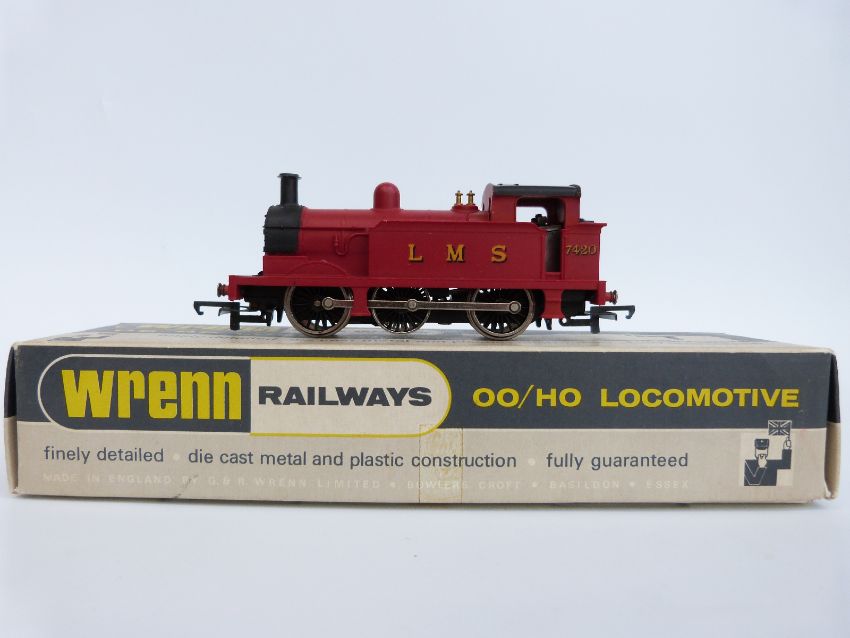 L M S
7420
Wrenn RAILWAYS OO/HO LOCOMOTIVE
finely detailed • die cast metal and plastic construction • fully guaranteed
MADE IN ENGLAND BY G & R WRENN LIMITED • BOWLERS CROFT • BASILDON • ESSEX